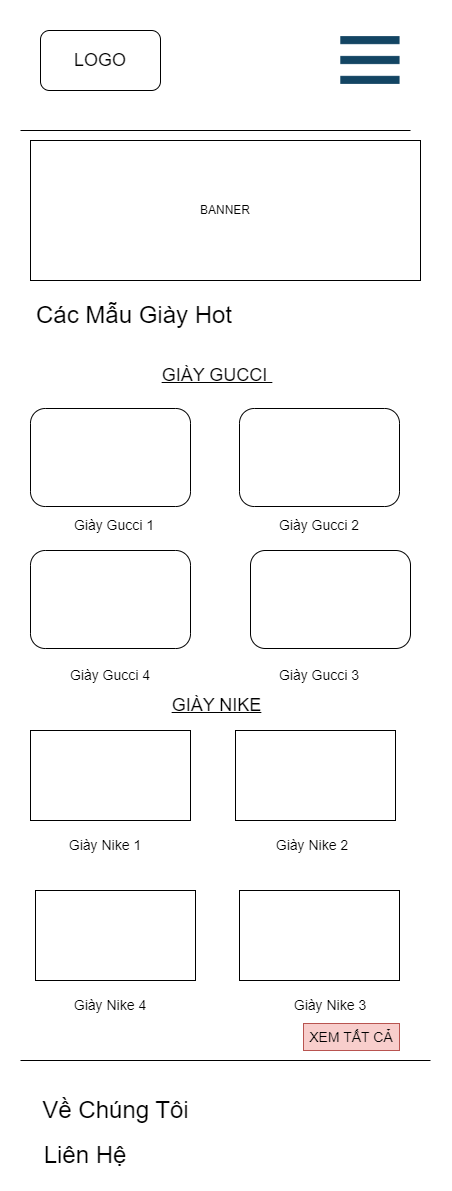 LOGO
BANNER
Các Mẫu Giày Hot
GIÀY GUCCI
Giày Gucci 1
Giày Gucci 2
Giày Gucci 4
Giày Gucci 3
GIÀY NIKE
Giày Nike 1
Giày Nike 2
Giày Nike 4
Giày Nike 3
XEM TẤT CẢ
Về Chúng Tôi
Liên Hệ